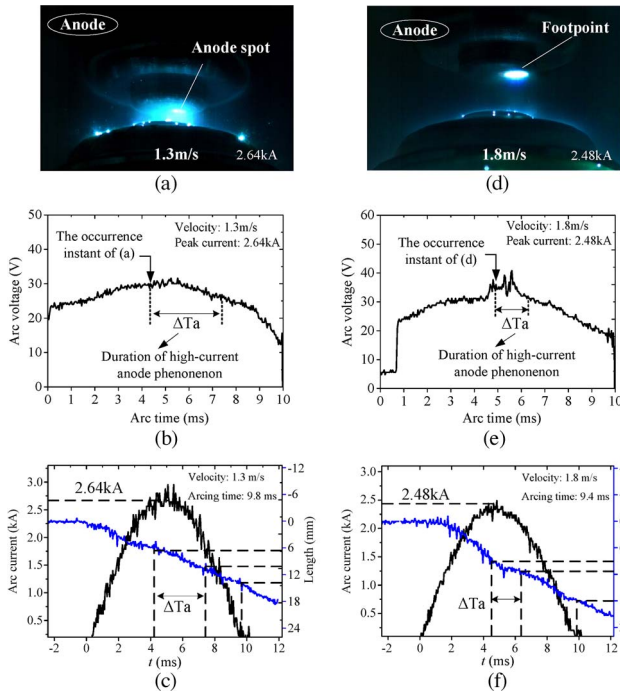 Anode
Anode spot
1.3m/s
2.64kA
(a)
Anode
Footpoint
1.8m/s
2.48kA
(d)
50
40
30
20
10
0
Arc voltage (V)
Velocity: 1.3m/s
Peak current: 2.64kA
The occurrence
instant of (a)
ΔTa
Duration of high-current
anode phenonenon
0 1 2 3 4 5 6 7 8 9 10
Arc time (ms)
(b)
60
50
40
30
20
10
0
Arc voltage (V)
Velocity: 1.8m/s
Peak current: 2.48kA
The occurrence
instant of (d)
ΔTa
Duration of high-current
anode phenonenon
0 1 2 3 4 5 6 7 8 9 10
Arc time (ms)
(e)
3.0
2.5
2.0
1.5
1.0
0.5
Arc current (kA)
2.64kA
Velocity: 1.3 m/s
Arcing time: 9.8 ms
ΔTa
-12
-6
0
6
12
18
24
Length (mm)
-2 0 2 4 6 8 10 12
t (ms)
(c)
3.0
2.5
2.0
1.5
1.0
0.5
Arc current (kA)
2.48kA
Velocity: 1.8 m/s
Arcing time: 9.4 ms
ΔTa
-2 0 2 4 6 8 10 12
t (ms)
(f)